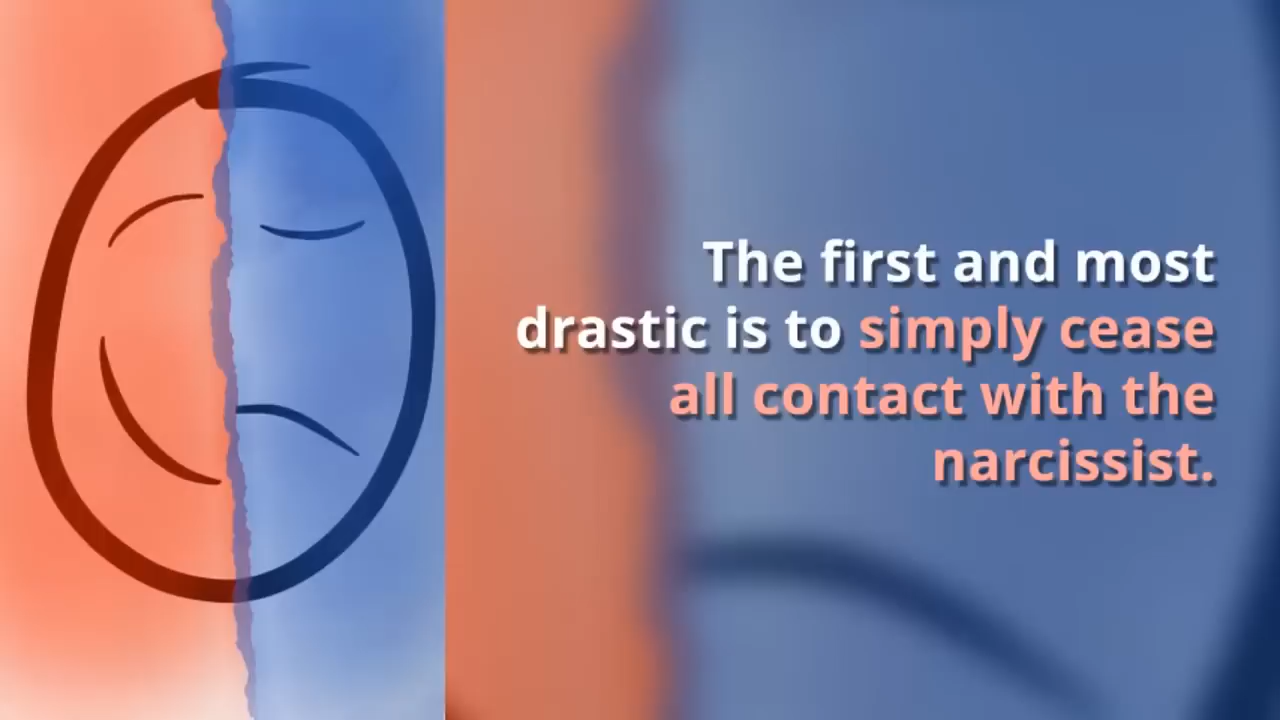 The first and most
drastic is to simply cease
all contact with the
narcissist.